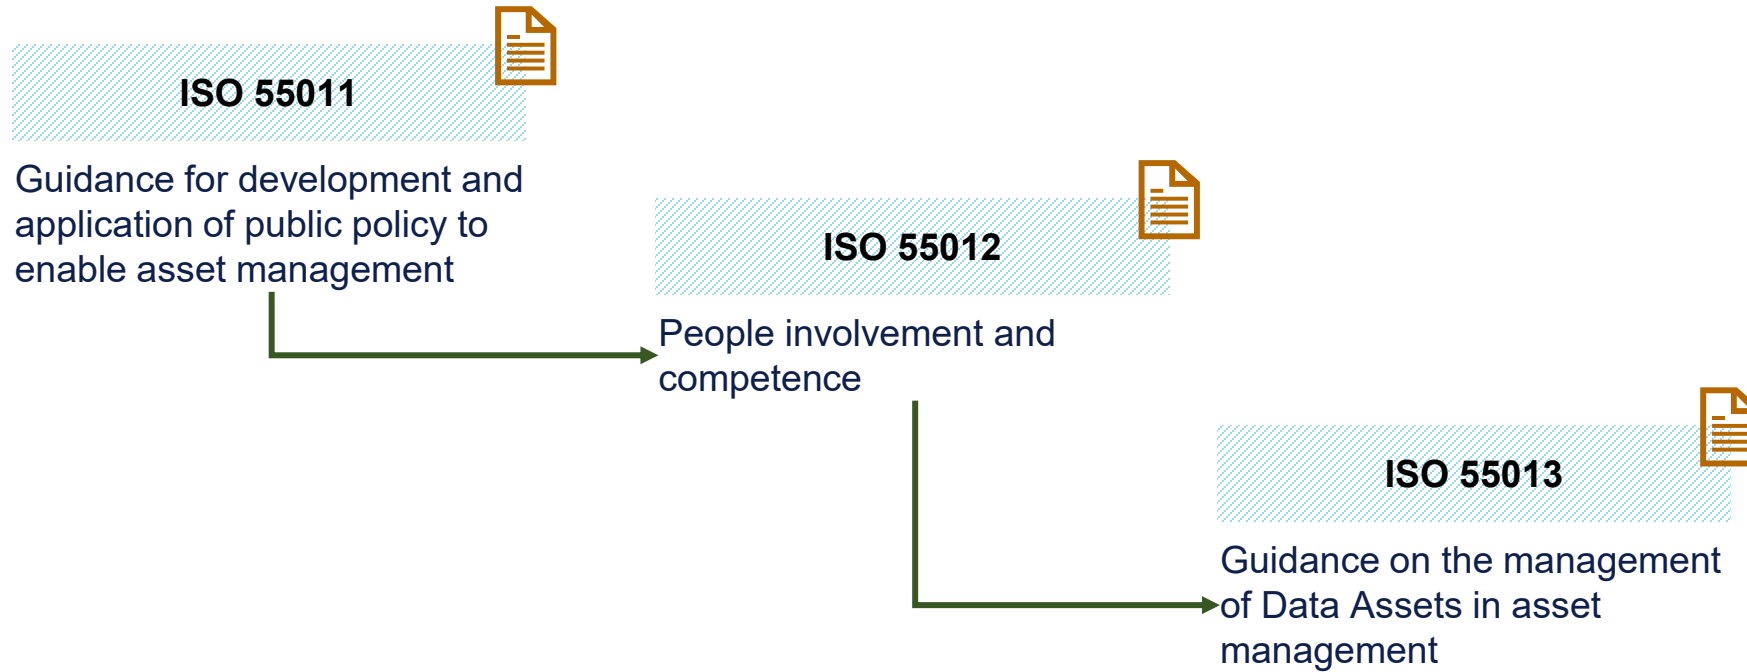 ISO 55011
Guidance for development and
application of public policy to
enable asset management
ISO 55012
People involvement and
competence
ISO 55013
Guidance on the management
of Data Assets in asset
management